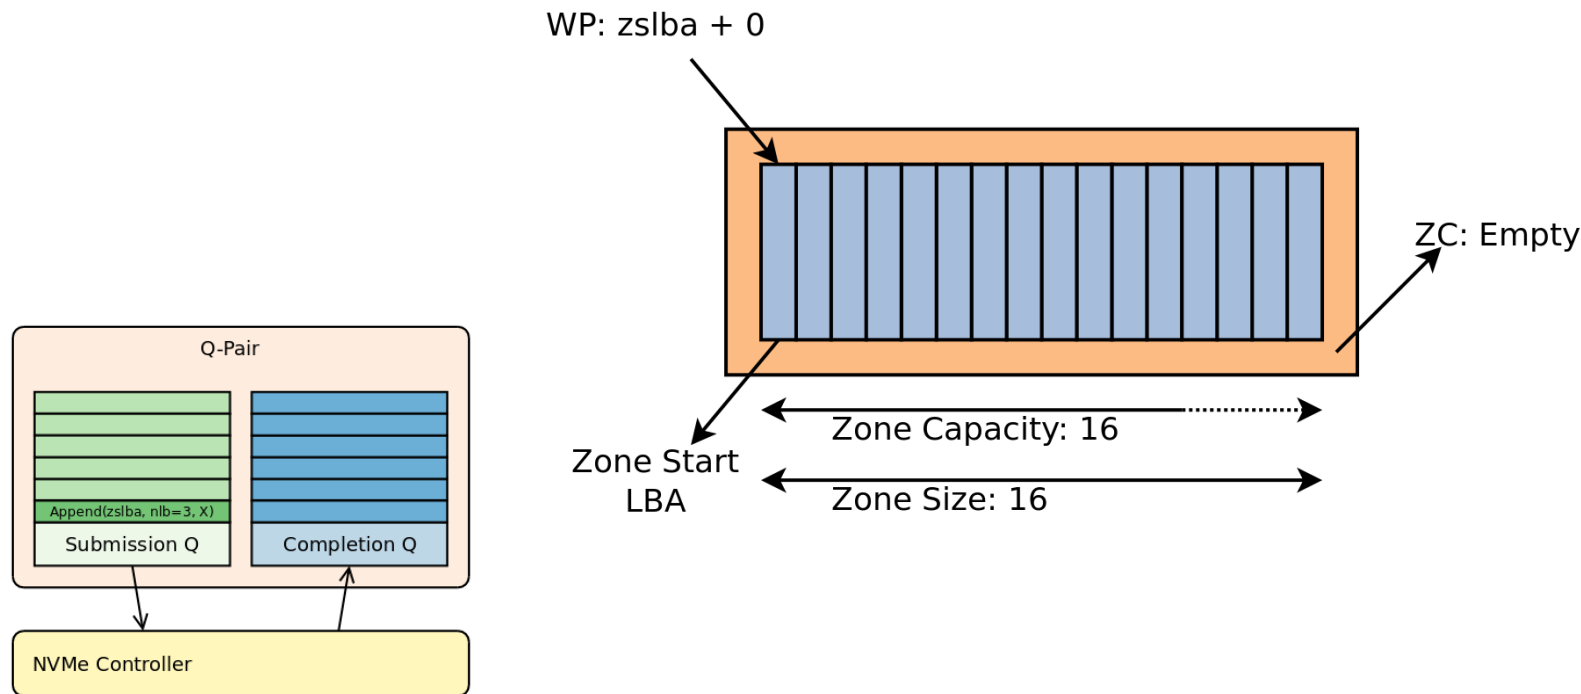 WP: zslba + 0
ZC: Empty
Zone Capacity: 16
Zone Start
LBA
Zone Size: 16
Q-Pair
Append(zslba, nlb=3, X)
Submission Q
Completion Q
NVMe Controller